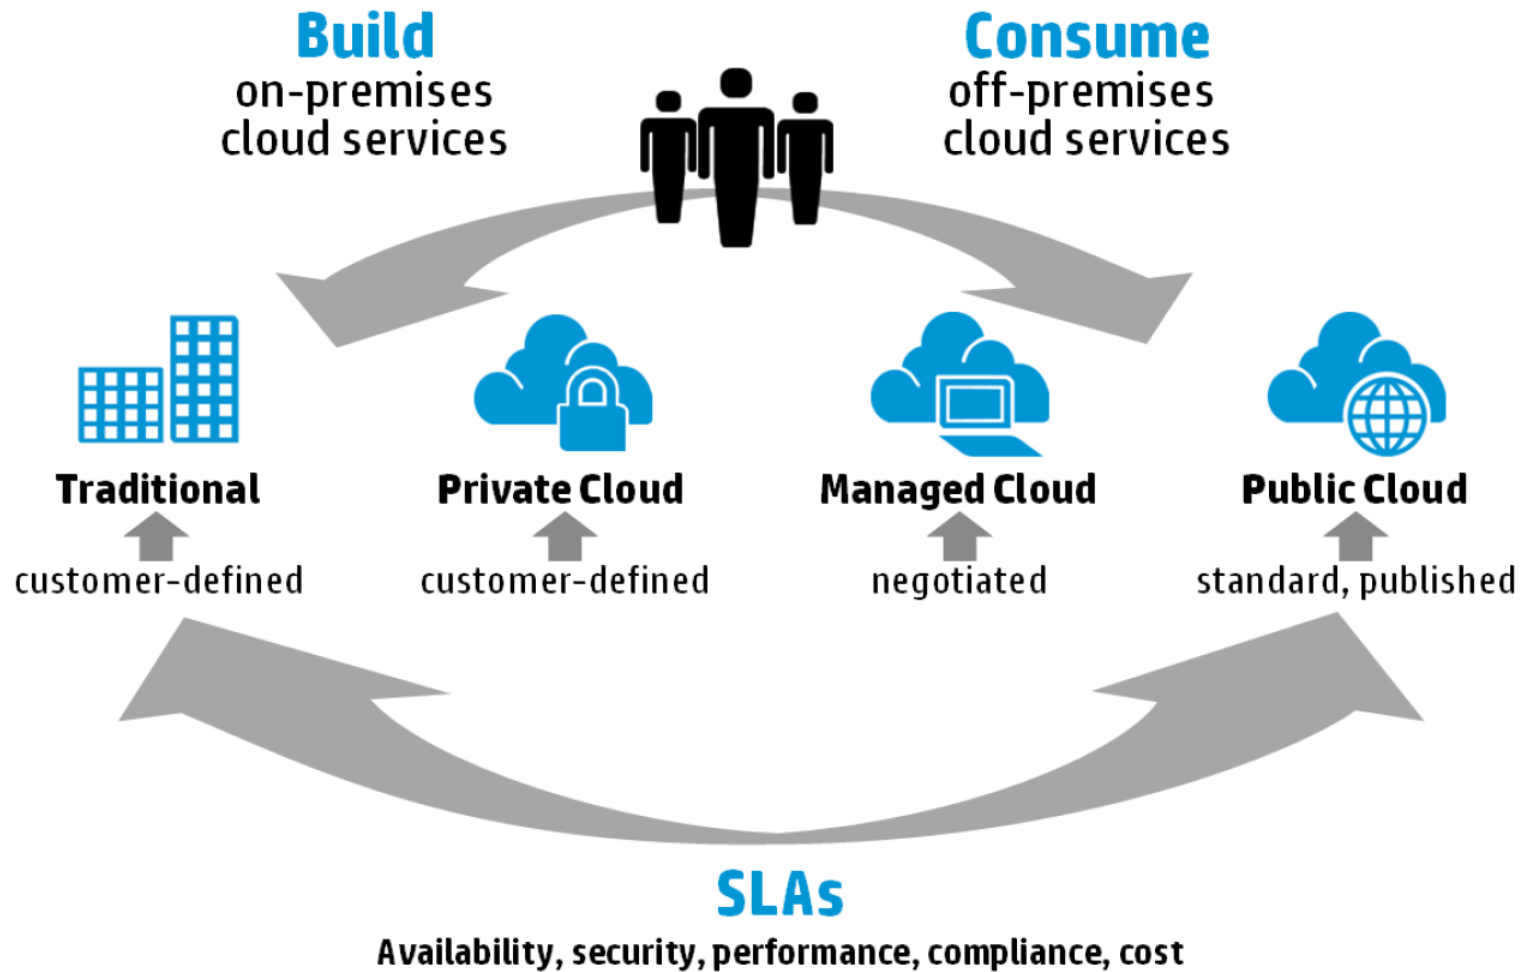 Build
on-premises
cloud services
Consume
off-premises
cloud services
Traditional
Private Cloud
Managed Cloud
Public Cloud
customer-defined
customer-defined
negotiated
standard, published
SLAs
Availability, security, performance, compliance, cost